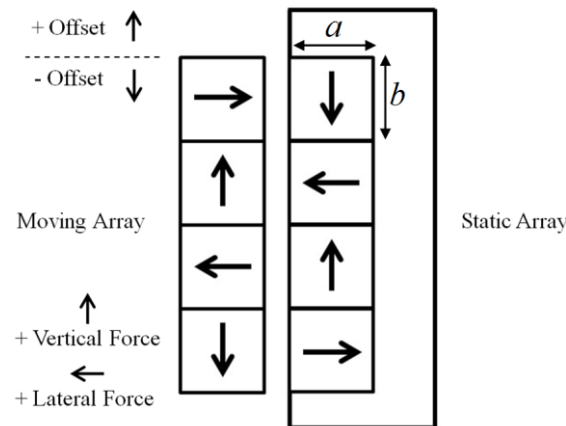 + Offset
- Offset
a
b
Moving Array
Static Array
+ Vertical Force
+ Lateral Force